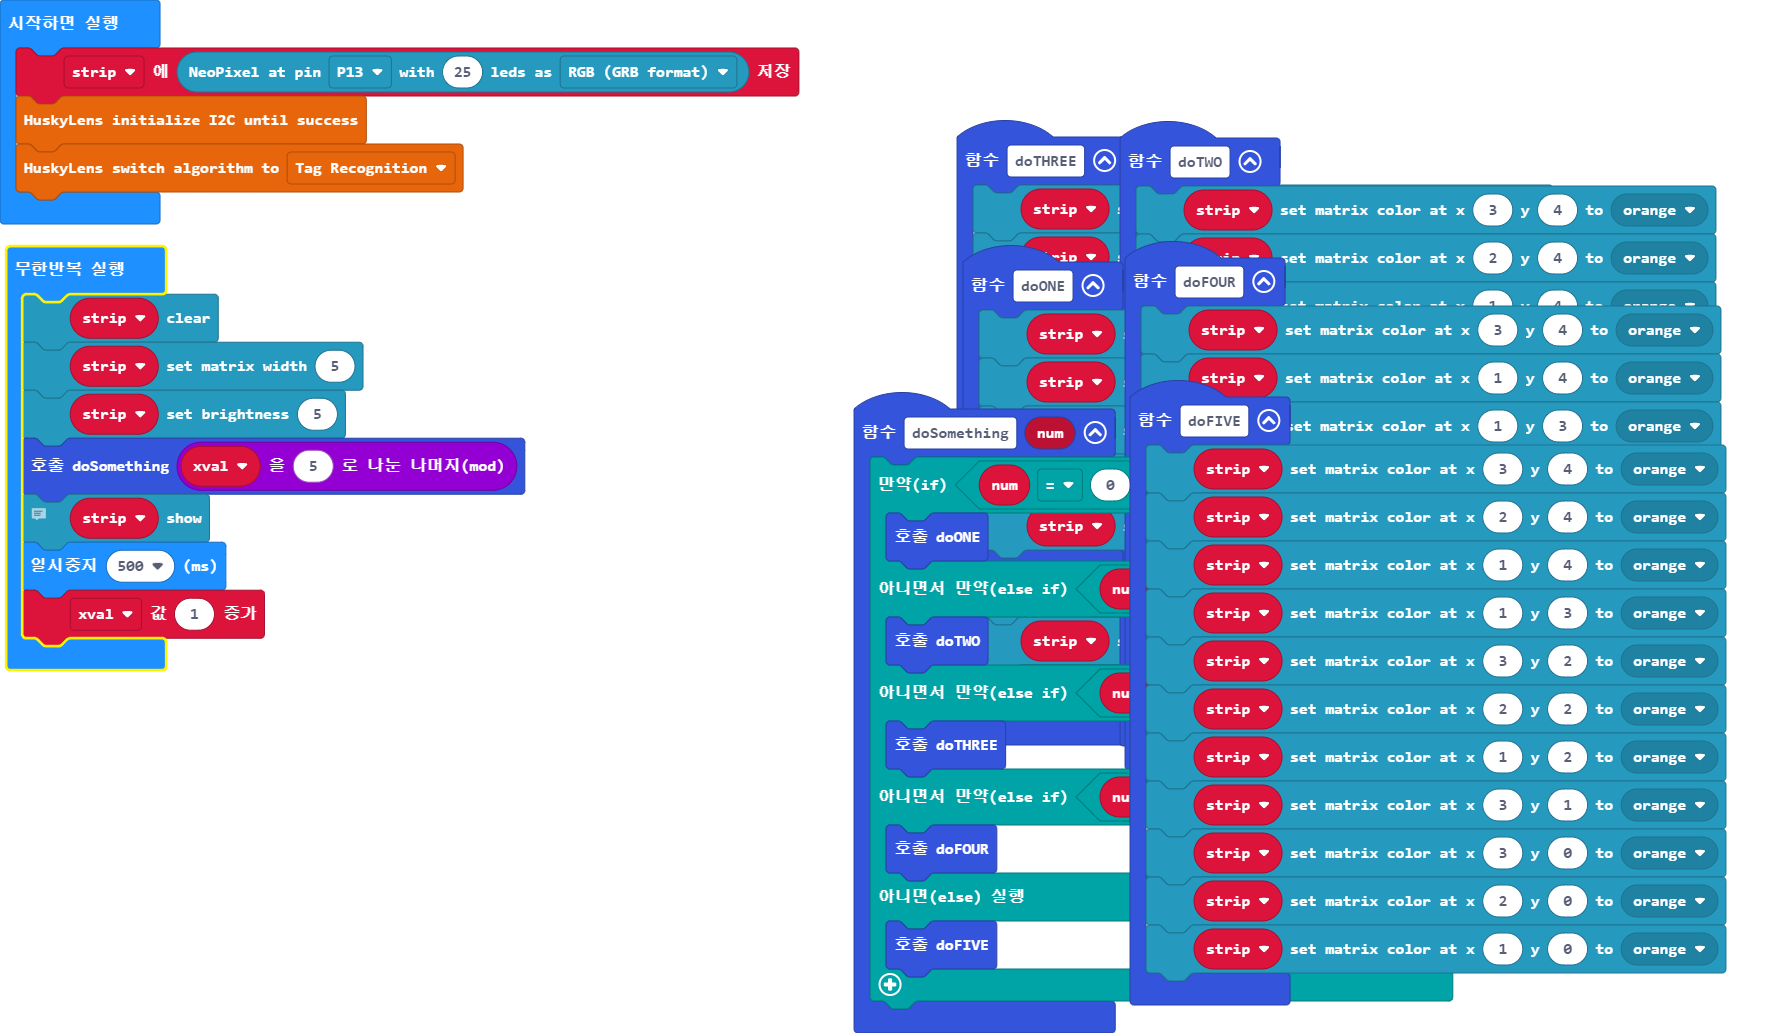 시작하면 실행
strip 에 NeoPixel at pin P13 with 25 leds as RGB (GRB format) 저장
HuskyLens initialize I2C until success
HuskyLens switch algorithm to Tag Recognition
무한반복 실행
strip clear
strip set matrix width 5
strip set brightness 5
호출 doSomething xval 을 5 로 나눈 나머지(mod)
strip show
일시중지 500 (ms)
xval 값 1 증가
함수 doTHREE
strip
함수 doONE
strip
strip
strip
strip
함수 doSomething num
만약(if) num = 0
호출 doONE
아니면서 만약(else if)
호출 doTWO
아니면서 만약(else if)
호출 doTHREE
아니면서 만약(else if)
호출 doFOUR
아니면(else) 실행
호출 doFIVE
함수 doTWO
strip set matrix color at x 3 y 4 to orange
set matrix color at x 2 y 4 to orange
함수 doFOUR
strip set matrix color at x 3 y 4 to orange
strip set matrix color at x 1 y 4 to orange
set matrix color at x 1 y 3 to orange
함수 doFIVE
strip set matrix color at x 3 y 4 to orange
strip set matrix color at x 2 y 4 to orange
strip set matrix color at x 1 y 4 to orange
strip set matrix color at x 1 y 3 to orange
strip set matrix color at x 3 y 2 to orange
strip set matrix color at x 2 y 2 to orange
strip set matrix color at x 1 y 2 to orange
strip set matrix color at x 3 y 1 to orange
strip set matrix color at x 3 y 0 to orange
strip set matrix color at x 2 y 0 to orange
strip set matrix color at x 1 y 0 to orange